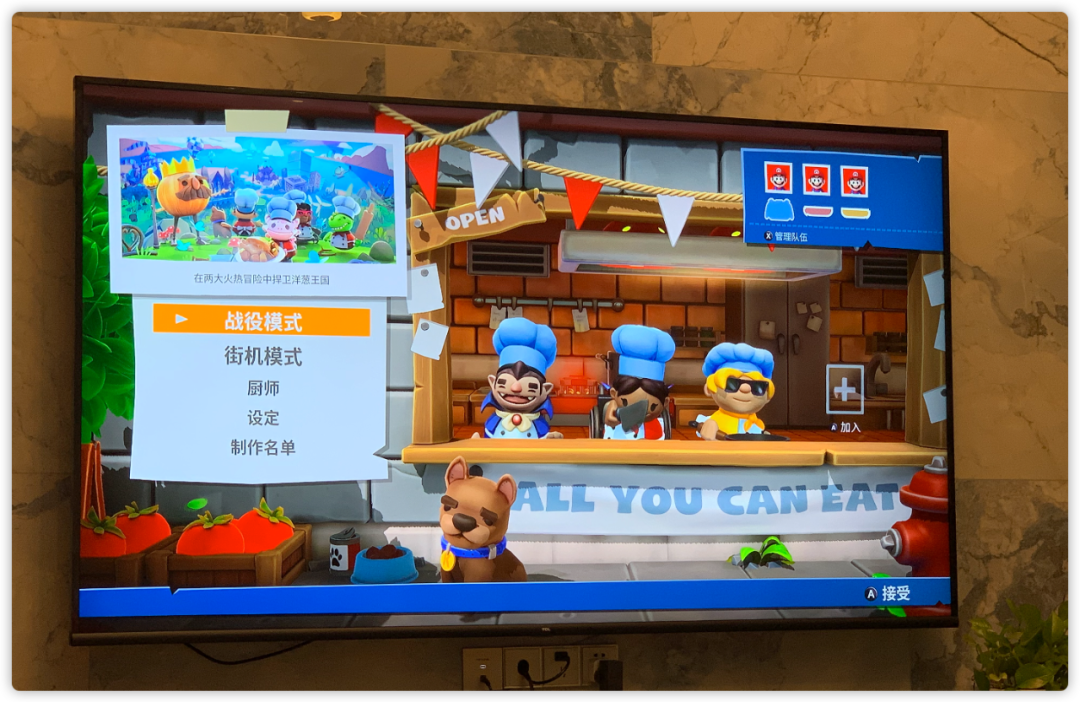 OPEN
在两大火热冒险中捍卫洋葱王国
战役模式
街机模式
厨师
设定
制作名单
X 管理队伍
A 加入
ALL YOU CAN EAT
A 接受
TCL